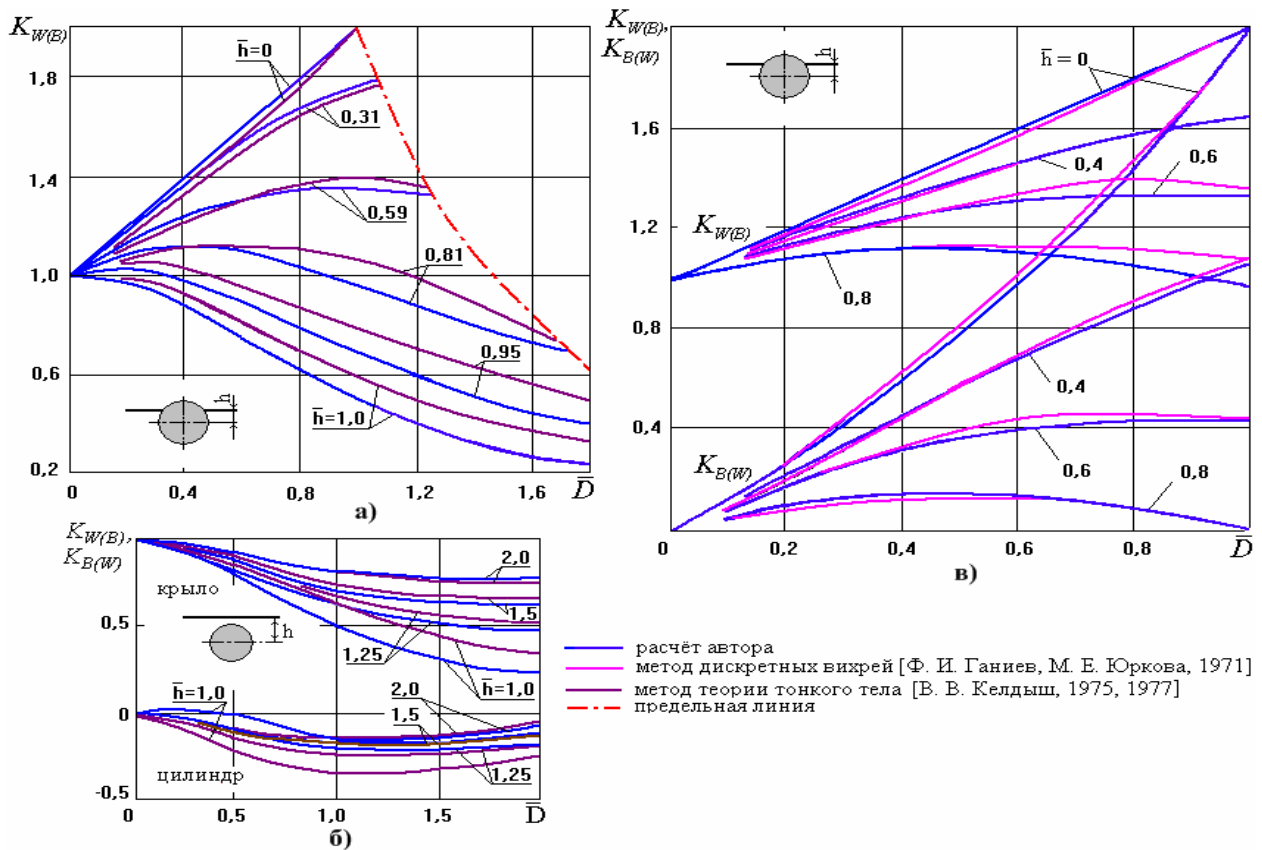 K_W(B)
1,8
1,4
1,0
0,6
0,2
h̄=0
0,31
0,59
0,81
0,95
h̄=1,0
h
0
0,4
0,8
1,2
1,6
D̄
а)
K_W(B),
K_B(W)
h̄ = 0
h
1,6
1,2
0,8
0,4
K_W(B)
0,4
0,6
0,8
0,4
K_B(W)
0,6
0,8
0
0,2
0,4
0,6
0,8
D̄
в)
K_W(B),
K_B(W)
крыло
h
0,5
0
-0,5
2,0
1,5
1,25
h̄=1,0
h̄=1,0
2,0
1,5
1,25
цилиндр
0
0,5
1,0
1,5
D̄
б)
расчёт автора
метод дискретных вихрей [Ф. И. Ганиев, М. Е. Юркова, 1971]
метод теории тонкого тела [В. В. Келдыш, 1975, 1977]
предельная линия